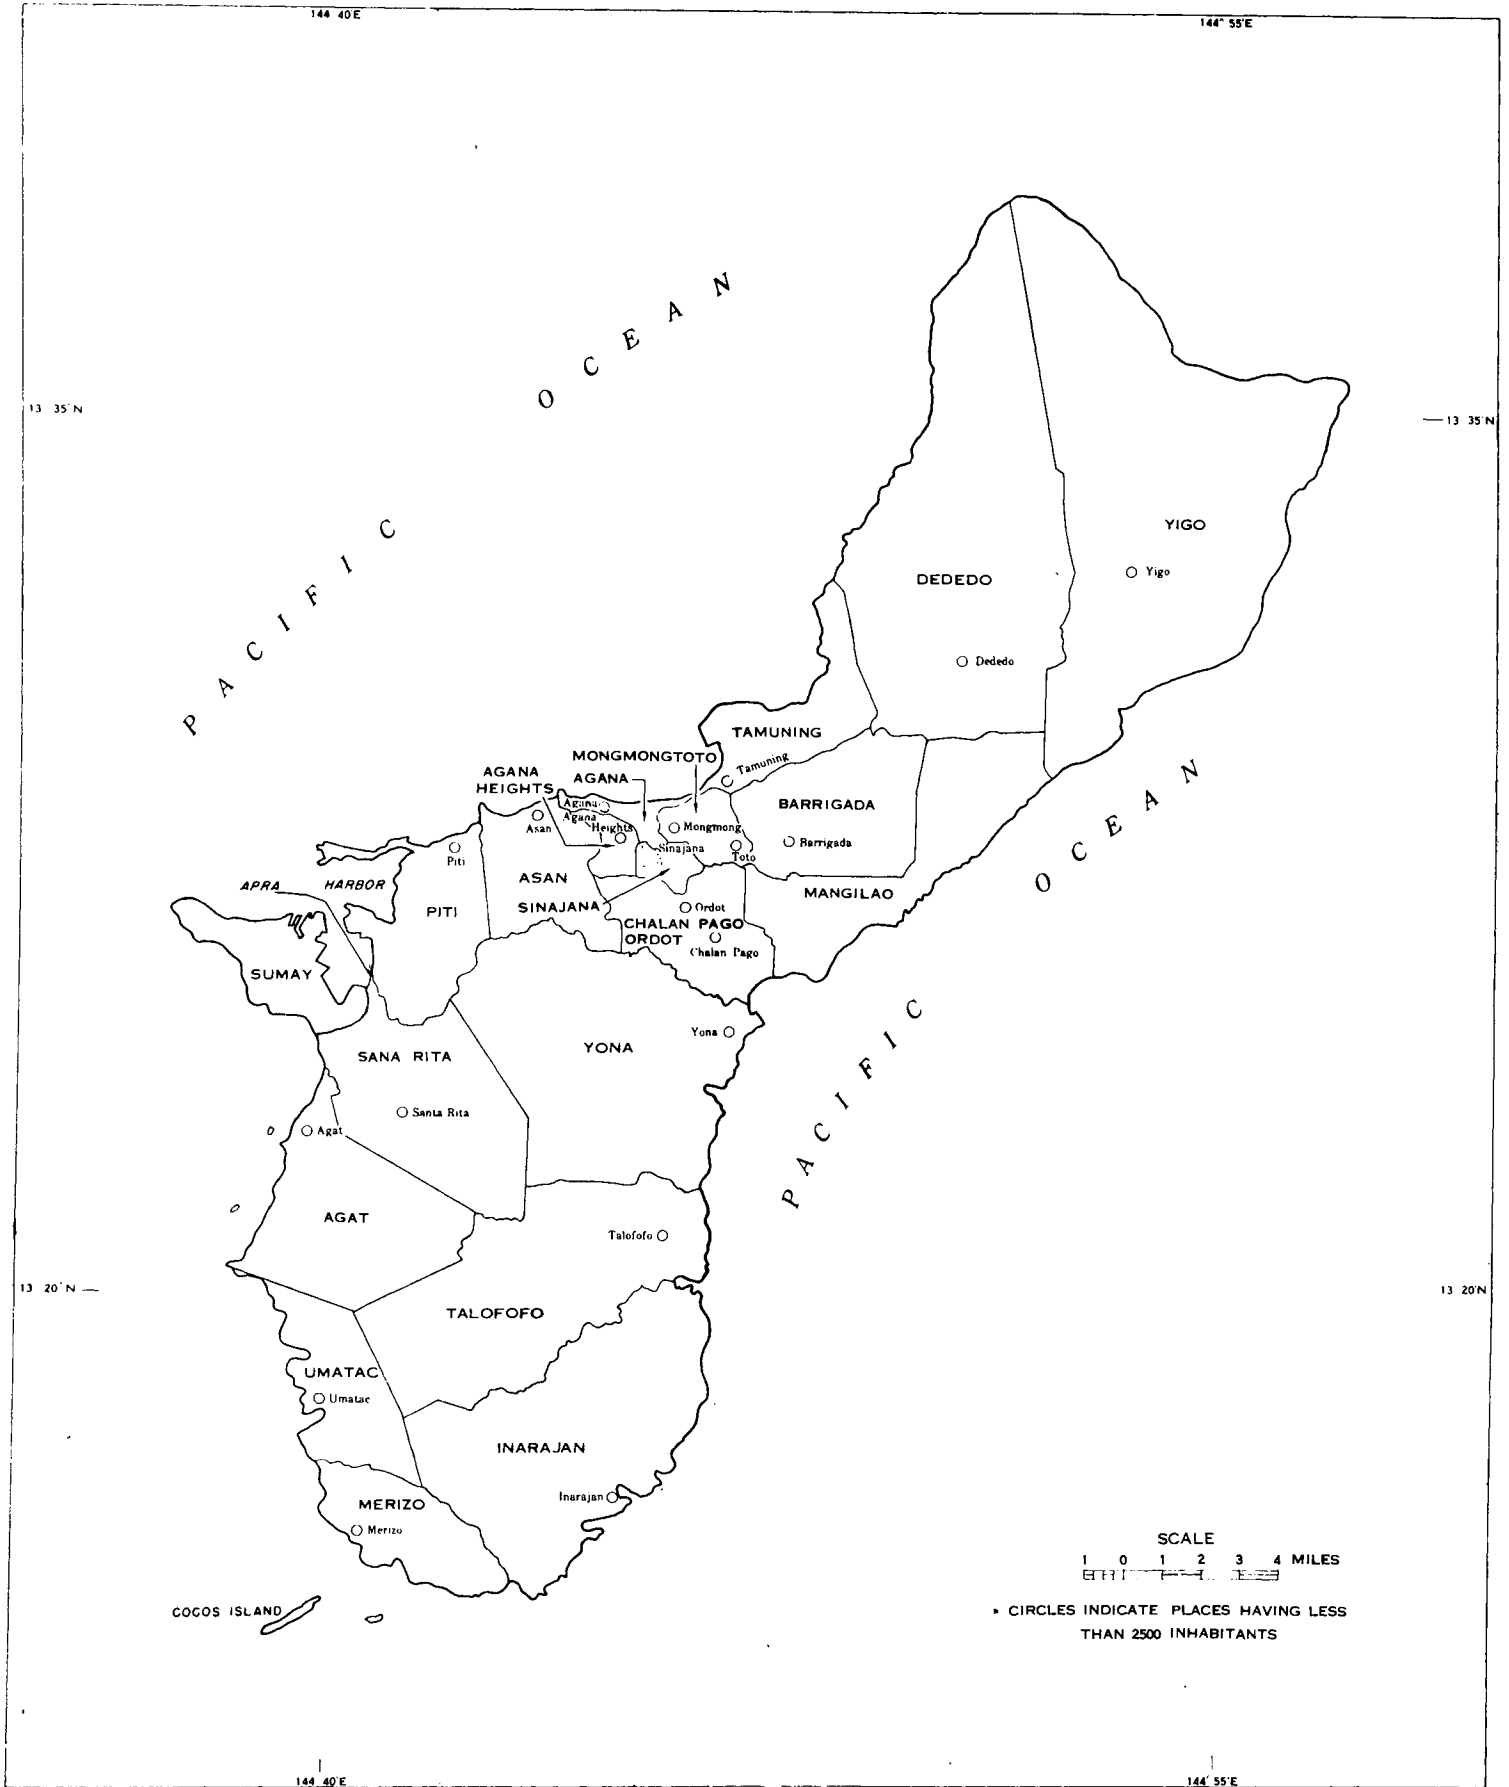 144 40'E
144° 55'E
13 35'N
13 35'N
PACIFIC OCEAN
YIGO
Yigo
DEDEDO
Dededo
TAMUNING
Tamuning
MONGMONGTOTO
AGANA
HEIGHTS
AGANA
Agana
Agana
Heights
Asan
Mongmong
Sinajana
Toto
BARRIGADA
Barrigada
Piti
APRA
HARBOR
PITI
ASAN
SINAJANA
MANGILAO
Ordot
CHALAN PAGO
ORDOT
Chalan Pago
SUMAY
PACIFIC OCEAN
SANA RITA
Santa Rita
YONA
Yona
Agat
AGAT
Talofofo
TALOFOFO
13 20'N
13 20'N
UMATAC
Umatac
INARAJAN
Inarajan
MERIZO
Merizo
COCOS ISLAND
SCALE
1 0 1 2 3 4 MILES
* CIRCLES INDICATE PLACES HAVING LESS
THAN 2500 INHABITANTS
144 40'E
144° 55'E